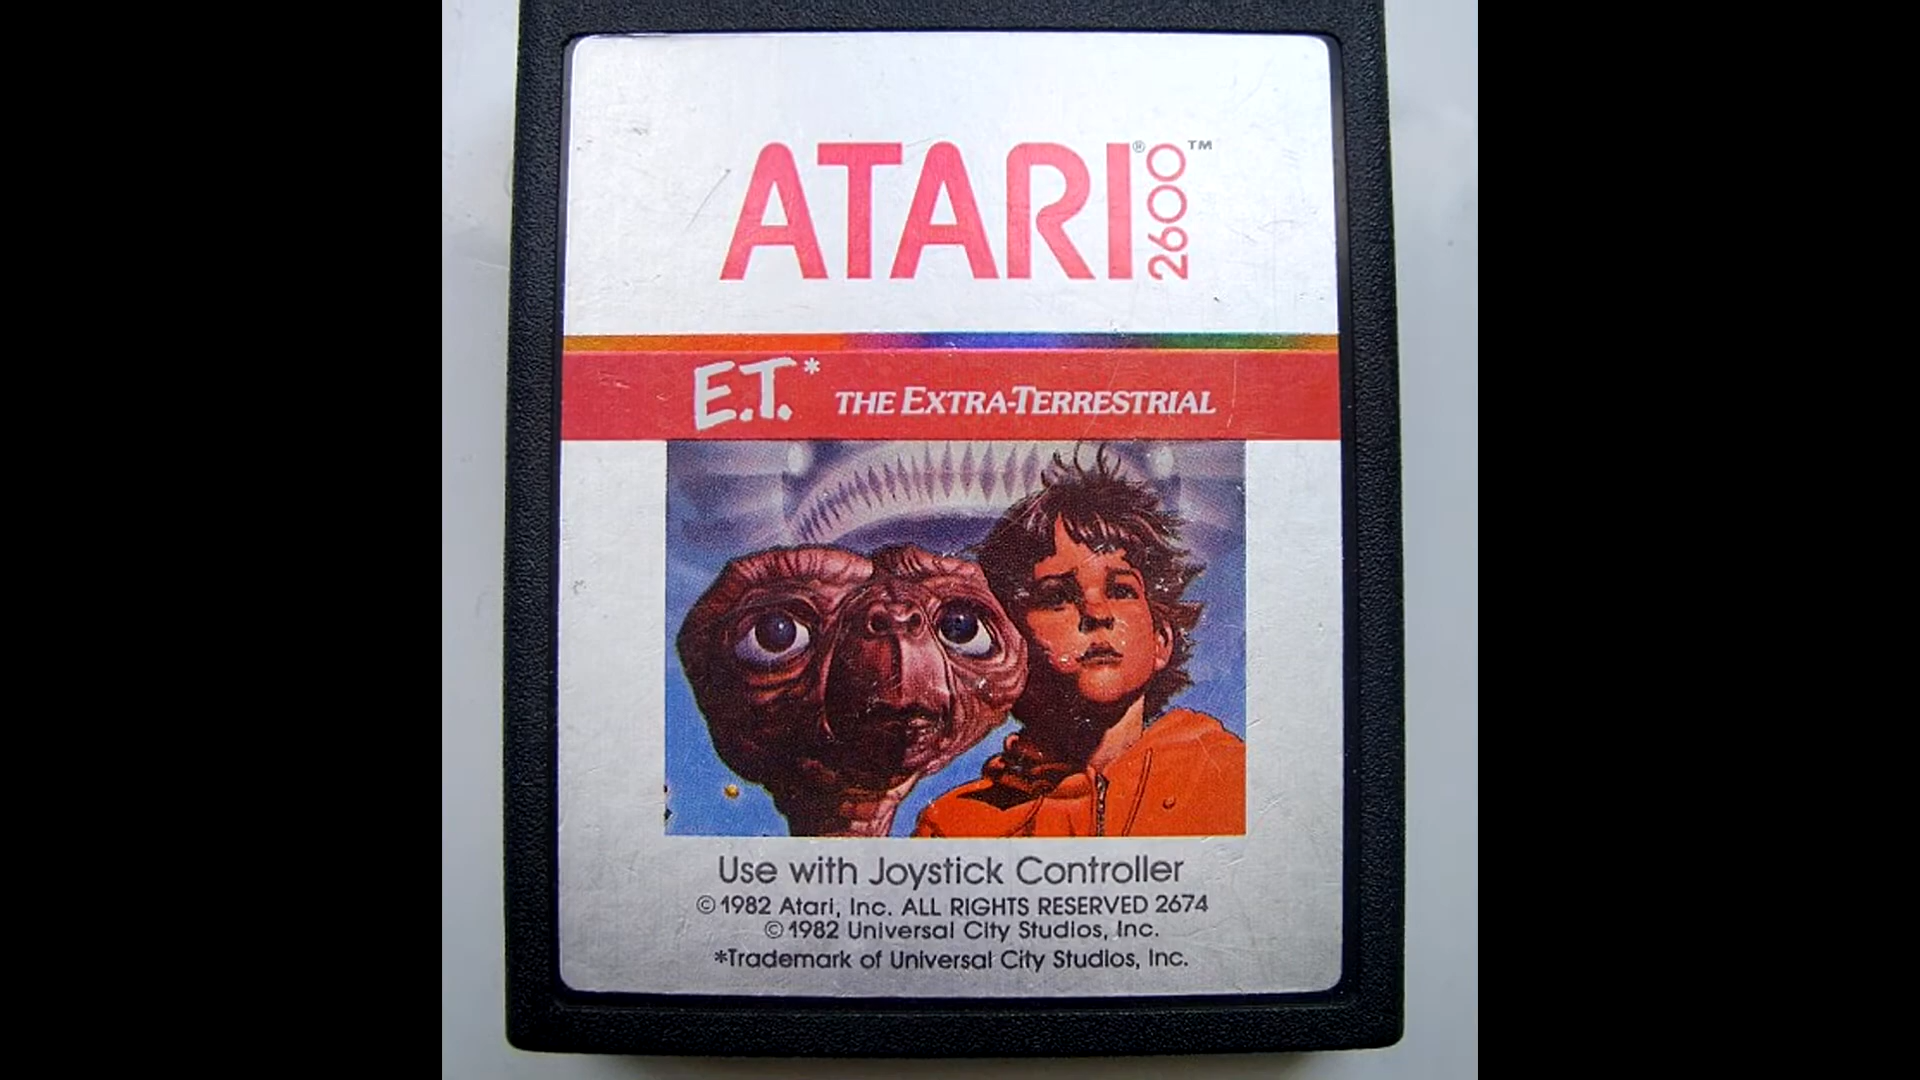 ATARI® 2600™
E.T.* THE EXTRA-TERRESTRIAL
Use with Joystick Controller
© 1982 Atari, Inc. ALL RIGHTS RESERVED 2674
© 1982 Universal City Studios, Inc.
*Trademark of Universal City Studios, Inc.